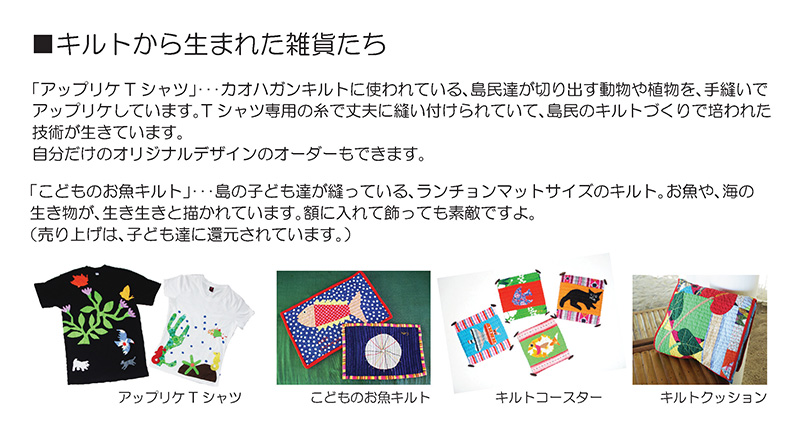 ■キルトから生まれた雑貨たち
「アップリケTシャツ」･･･カオハガンキルトに使われている、島民達が切り出す動物や植物を、手縫いで
アップリケしています。Tシャツ専用の糸で丈夫に縫い付けられていて、島民のキルトづくりで培われた
技術が生きています。
自分だけのオリジナルデザインのオーダーもできます。
「こどものお魚キルト」･･･島の子ども達が縫っている、ランチョンマットサイズのキルト。お魚や、海の
生き物が、生き生きと描かれています。額に入れて飾っても素敵ですよ。
（売り上げは、子ども達に還元されています。）
アップリケTシャツ
こどものお魚キルト
キルトコースター
キルトクッション